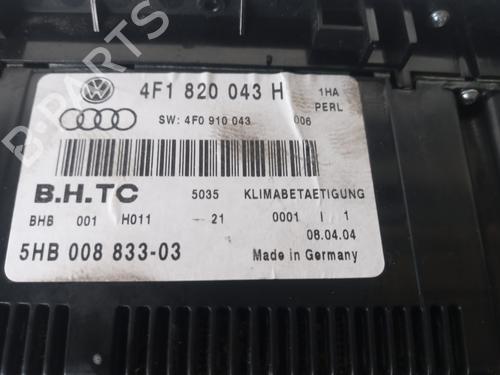 4F1 820 043 H 1HA
PERL
SW: 4F0 910 043 006
B.H.TC 5035 KLIMABETAETIGUNG
BHB 001 H011 - 21 0001 I 1
08.04.04
5HB 008 833-03 Made in Germany
B-PARTS